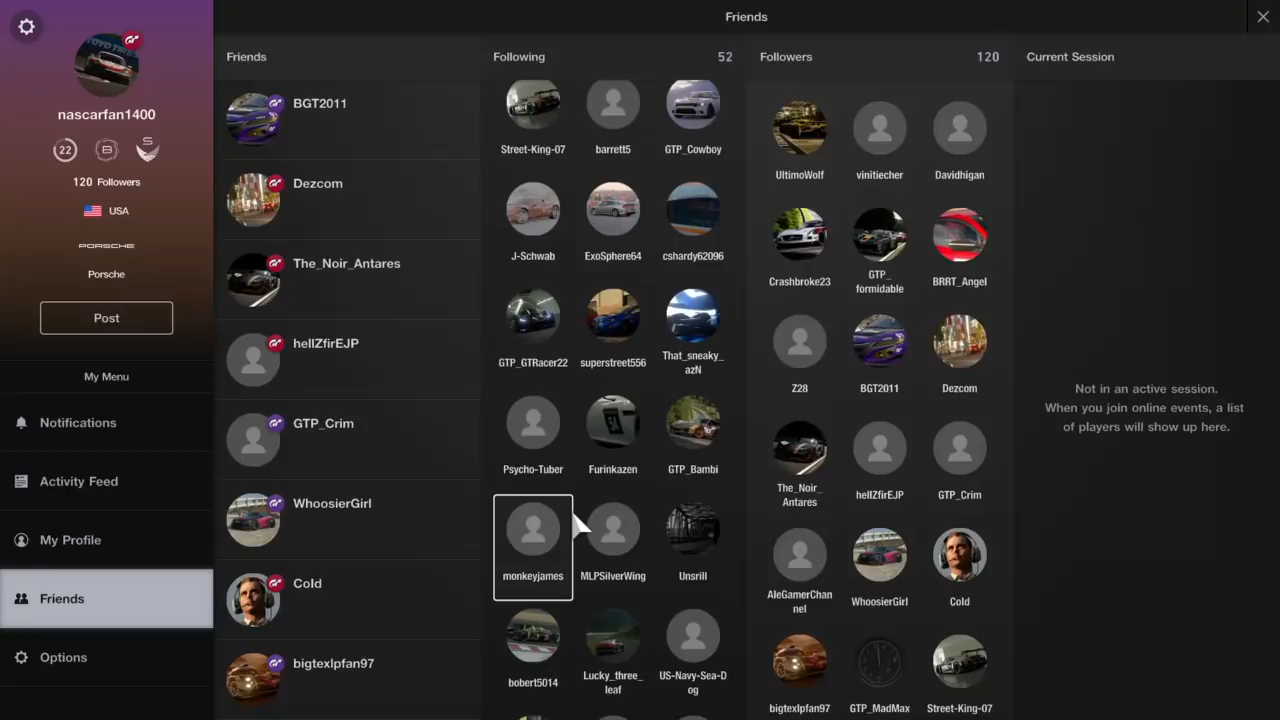 Friends
nascarfan1400
22
B
S
120 Followers
USA
PORSCHE
Porsche
Post
My Menu
Notifications
Activity Feed
My Profile
Friends
Options
Friends
BGT2011
Dezcom
The_Noir_Antares
hellZfirEJP
GTP_Crim
WhoosierGirl
Cold
bigtexlpfan97
Following 52
Street-King-07 barrett5 GTP_Cowboy
J-Schwab ExoSphere64 cshardy62096
GTP_GTRacer22 superstreet556 That_sneaky_
azN
Psycho-Tuber Furinkazen GTP_Bambi
monkeyjames MLPSilverWing Unsrill
bobert5014 Lucky_three_ US-Navy-Sea-D
leaf og
Followers 120
UltimoWolf vinitiecher Davidhigan
Crashbroke23 GTP_ BRRT_Angel
formidable
Z28 BGT2011 Dezcom
The_Noir_ hellZfirEJP GTP_Crim
Antares
AleGamerChan WhoosierGirl Cold
nel
bigtexlpfan97 GTP_MadMax Street-King-07
Current Session
Not in an active session.
When you join online events, a list
of players will show up here.